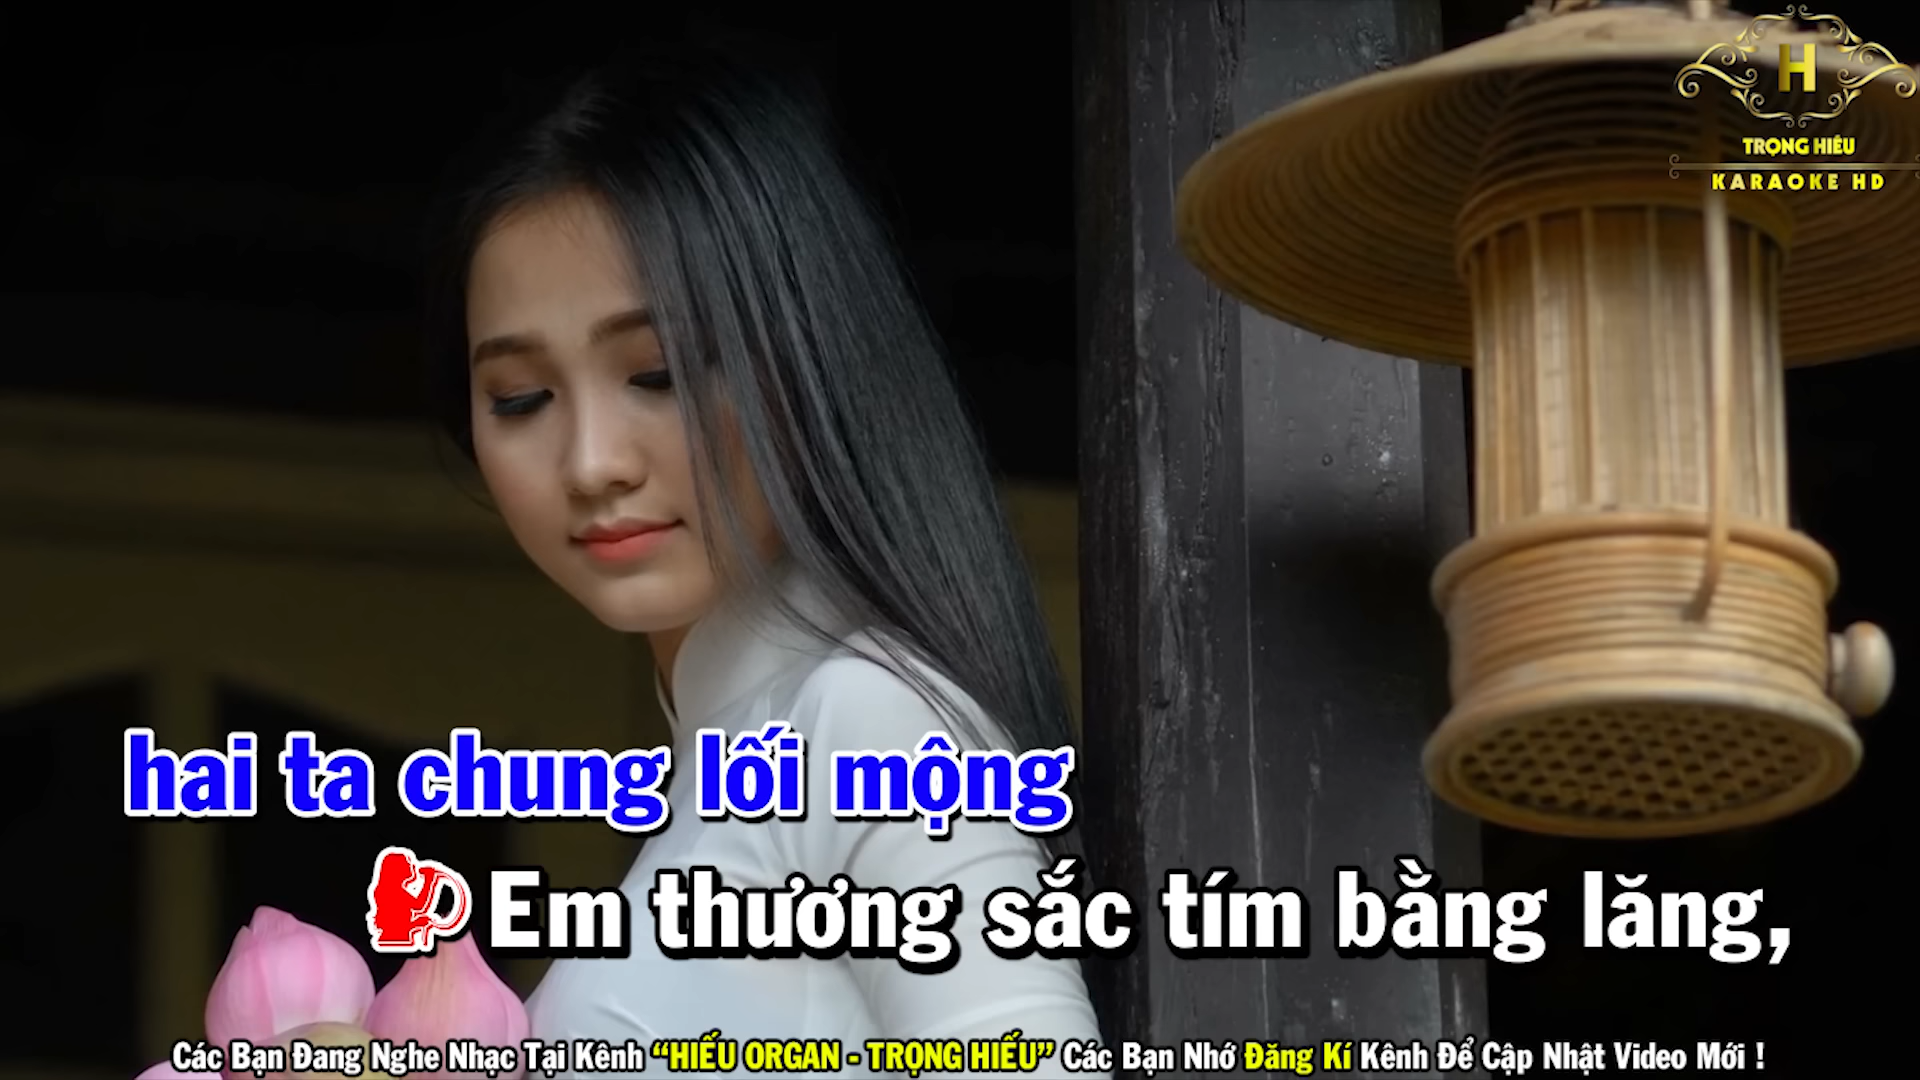 H
TRỌNG HIẾU
KARAOKE HD
hai ta chung lối mộng
Em thương sắc tím bằng lăng,
Các Bạn Đang Nghe Nhạc Tại Kênh “HIẾU ORGAN - TRỌNG HIẾU” Các Bạn Nhớ Đăng Kí Kênh Để Cập Nhật Video Mới !